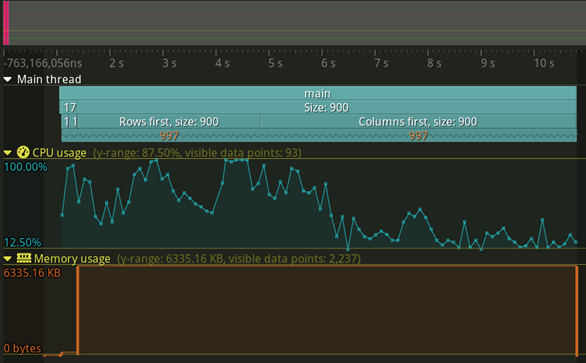 -763,166,056ns 2 s 3 s 4 s 5 s 6 s 7 s 8 s 9 s 10 s
Main thread
main
17 Size: 900
11 Rows first, size: 900 Columns first, size: 900
997 997
CPU usage (y-range: 87.50%, visible data points: 93)
100.00%
12.50%
Memory usage (y-range: 6335.16 KB, visible data points: 2,237)
6335.16 KB
0 bytes